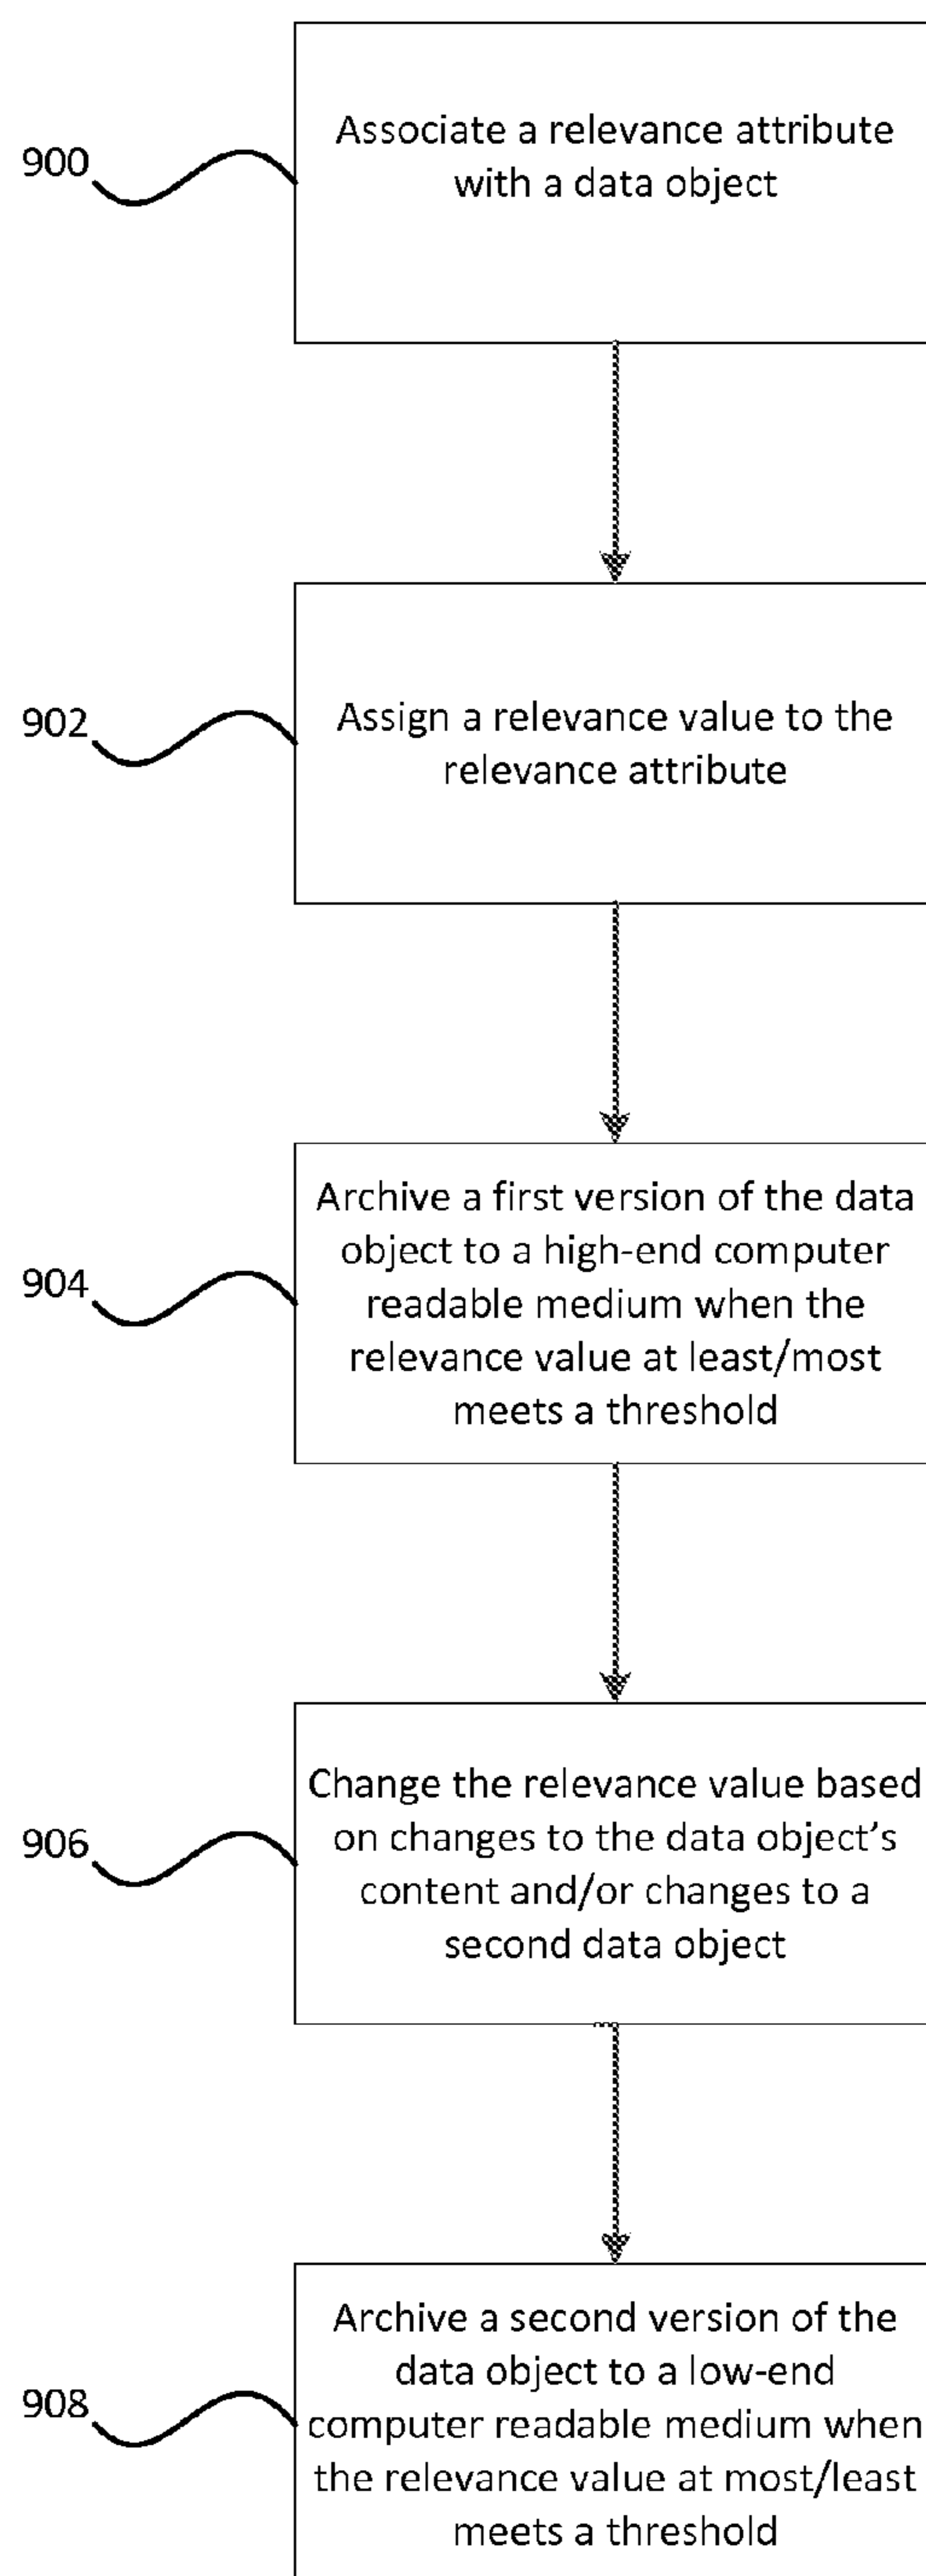 Associate a relevance attribute
with a data object
900
Assign a relevance value to the
relevance attribute
902
Archive a first version of the data
object to a high-end computer
readable medium when the
relevance value at least/most
meets a threshold
904
Change the relevance value based
on changes to the data object’s
content and/or changes to a
second data object
906
Archive a second version of the
data object to a low-end
computer readable medium when
the relevance value at most/least
meets a threshold
908